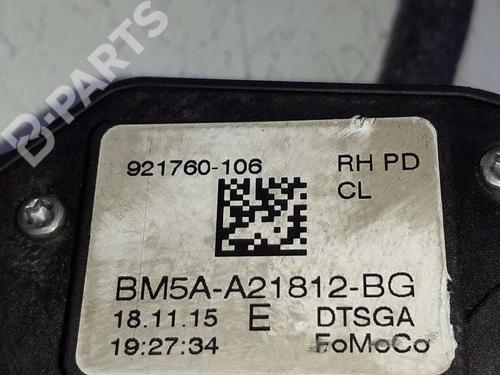 B-PARTS
921760-106 RH PD
CL
BM5A-A21812-BG
18.11.15 E DTSGA
19:27:34 FoMoCo